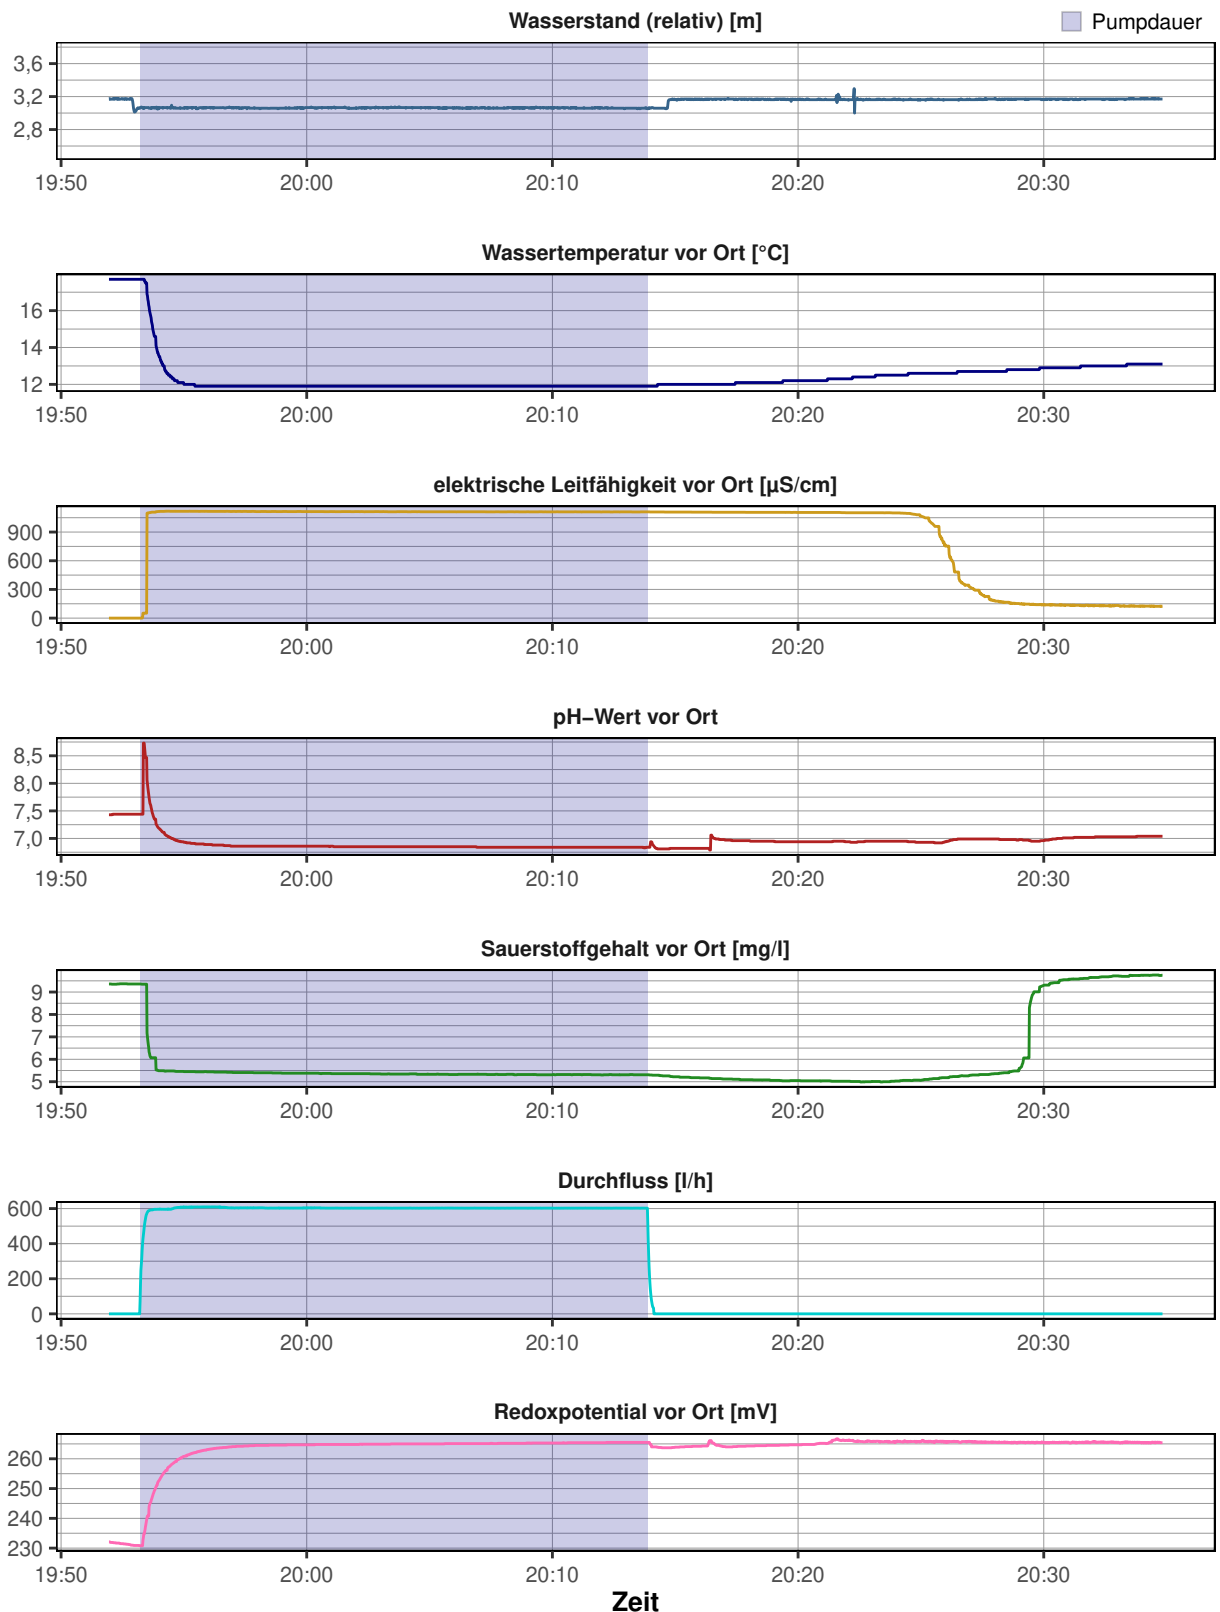 Wasserstand (relativ) [m]
Pumpdauer
3,6
3,2
2,8
19:50 20:00 20:10 20:20 20:30
Wassertemperatur vor Ort [°C]
16
14
12
19:50 20:00 20:10 20:20 20:30
elektrische Leitfähigkeit vor Ort [µS/cm]
900
600
300
0
19:50 20:00 20:10 20:20 20:30
pH−Wert vor Ort
8,5
8,0
7,5
7,0
19:50 20:00 20:10 20:20 20:30
Sauerstoffgehalt vor Ort [mg/l]
9
8
7
6
5
19:50 20:00 20:10 20:20 20:30
Durchfluss [l/h]
600
400
200
0
19:50 20:00 20:10 20:20 20:30
Redoxpotential vor Ort [mV]
260
250
240
230
19:50 20:00 20:10 20:20 20:30
Zeit